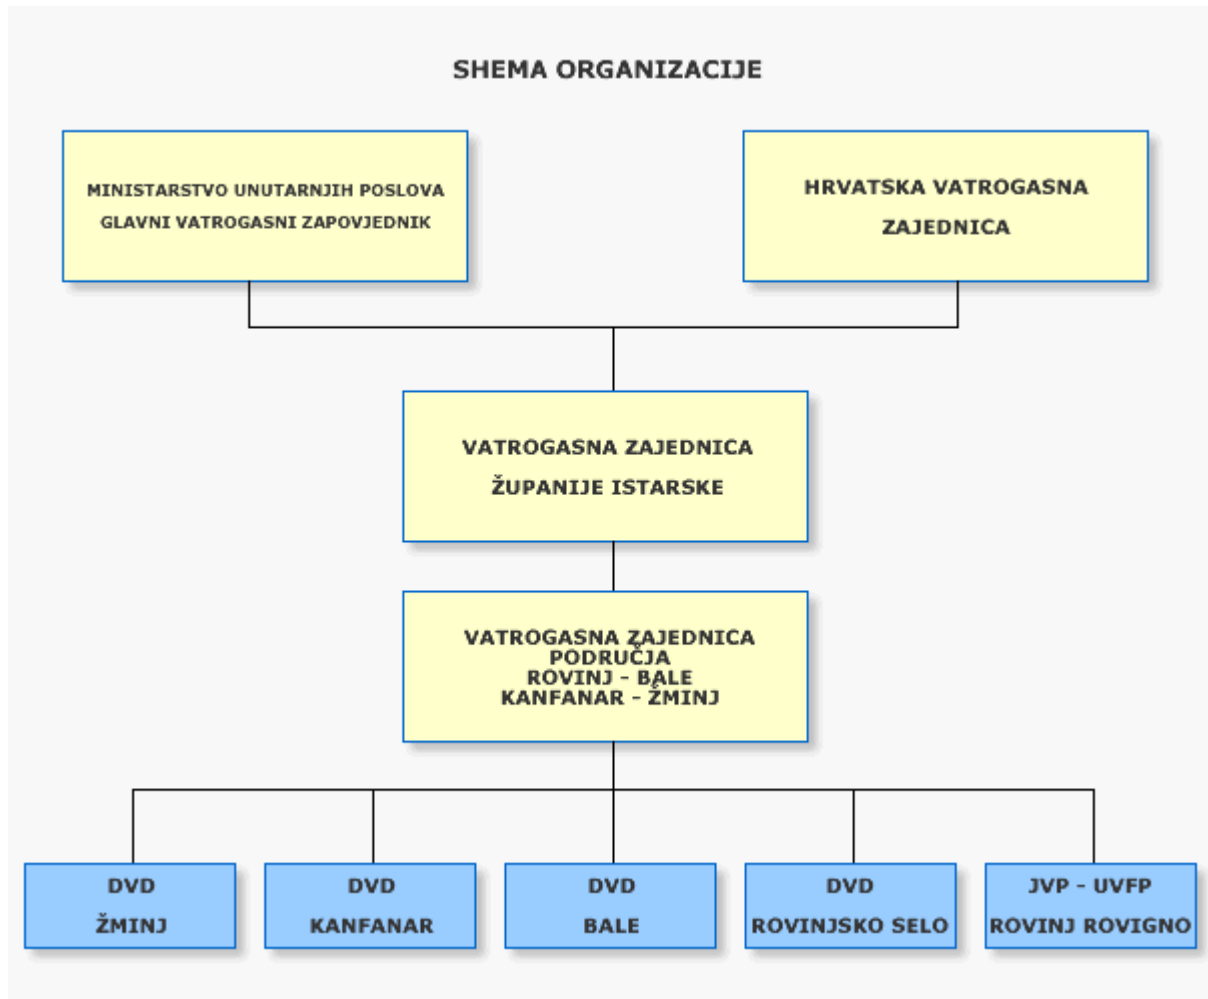 SHEMA ORGANIZACIJE
MINISTARSTVO UNUTARNJIH POSLOVA
GLAVNI VATROGASNI ZAPOVJEDNIK
HRVATSKA VATROGASNA
ZAJEDNICA
VATROGASNA ZAJEDNICA
ŽUPANIJE ISTARSKE
VATROGASNA ZAJEDNICA
PODRUČJA
ROVINJ - BALE
KANFANAR - ŽMINJ
DVD
ŽMINJ
DVD
KANFANAR
DVD
BALE
DVD
ROVINJSKO SELO
JVP - UVFP
ROVINJ ROVIGNO